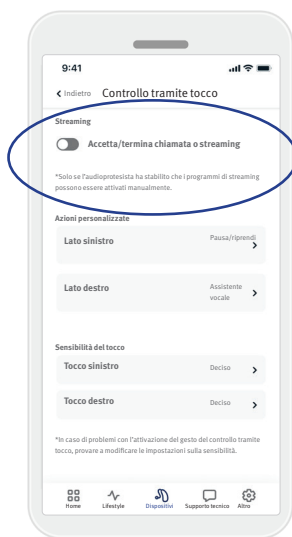 9:41
Indietro Controllo tramite tocco
Streaming
Accetta/termina chiamata o streaming
*Solo se l'audioprotesista ha stabilito che i programmi di streaming
possono essere attivati manualmente.
Azioni personalizzate
Lato sinistro Pausa/riprendi
Lato destro Assistente
vocale
Sensibilità del tocco
Tocco sinistro Deciso
Tocco destro Deciso
*In caso di problemi con l'attivazione del gesto del controllo tramite
tocco, provare a modificare le impostazioni sulla sensibilità.
Home Lifestyle Dispositivi Supporto tecnico Altro